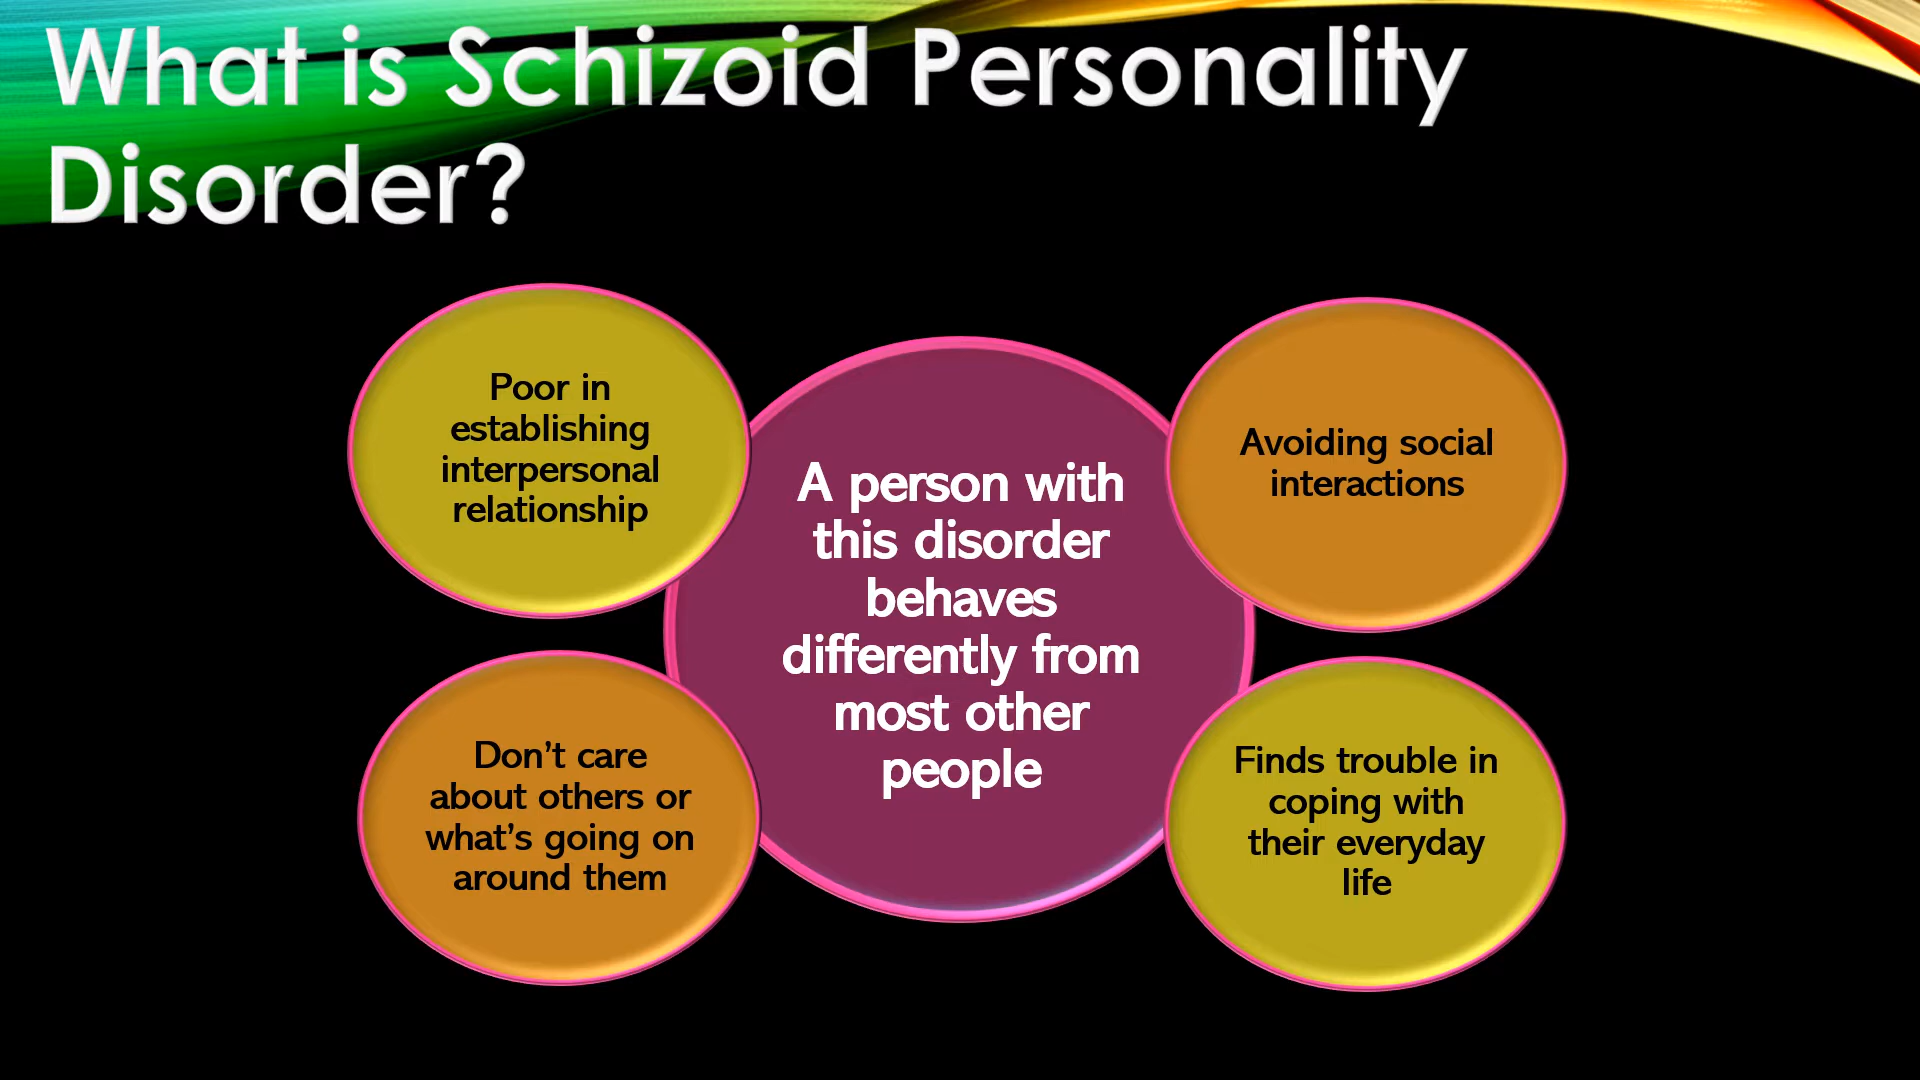 What is Schizoid Personality
Disorder?
Poor in
establishing
interpersonal
relationship
Avoiding social
interactions
A person with
this disorder
behaves
differently from
most other
people
Don’t care
about others or
what’s going on
around them
Finds trouble in
coping with
their everyday
life